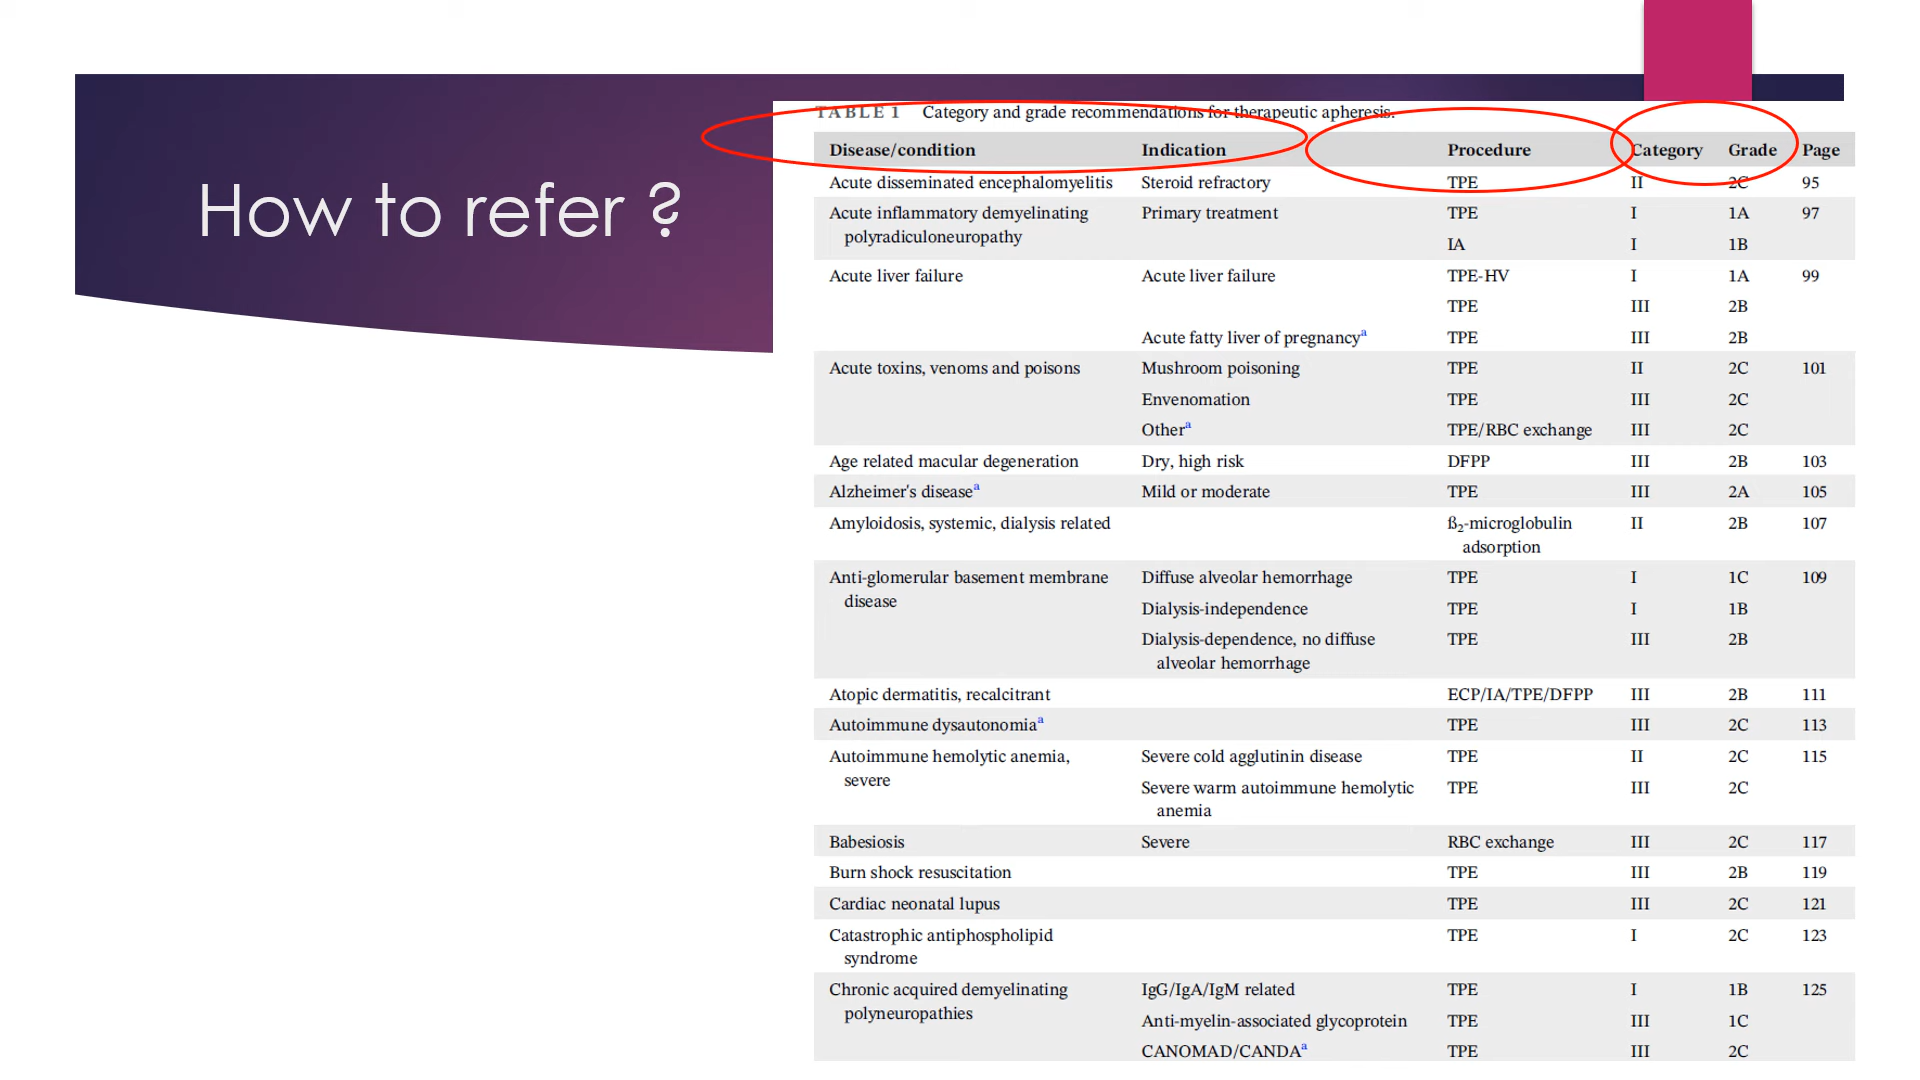 How to refer ?
TABLE 1 Category and grade recommendations for therapeutic apheresis.
Disease/condition Indication Procedure Category Grade Page
Acute disseminated encephalomyelitis Steroid refractory TPE II 2C 95
Acute inflammatory demyelinating Primary treatment TPE I 1A 97
polyradiculoneuropathy
IA I 1B
Acute liver failure Acute liver failure TPE-HV I 1A 99
TPE III 2B
Acute fatty liver of pregnancyᵃ TPE III 2B
Acute toxins, venoms and poisons Mushroom poisoning TPE II 2C 101
Envenomation TPE III 2C
Otherᵃ TPE/RBC exchange III 2C
Age related macular degeneration Dry, high risk DFPP III 2B 103
Alzheimer's diseaseᵃ Mild or moderate TPE III 2A 105
Amyloidosis, systemic, dialysis related ß₂-microglobulin II 2B 107
adsorption
Anti-glomerular basement membrane Diffuse alveolar hemorrhage TPE I 1C 109
disease
Dialysis-independence TPE I 1B
Dialysis-dependence, no diffuse TPE III 2B
alveolar hemorrhage
Atopic dermatitis, recalcitrant ECP/IA/TPE/DFPP III 2B 111
Autoimmune dysautonomiaᵃ TPE III 2C 113
Autoimmune hemolytic anemia, Severe cold agglutinin disease TPE II 2C 115
severe
Severe warm autoimmune hemolytic TPE III 2C
anemia
Babesiosis Severe RBC exchange III 2C 117
Burn shock resuscitation TPE III 2B 119
Cardiac neonatal lupus TPE III 2C 121
Catastrophic antiphospholipid TPE I 2C 123
syndrome
Chronic acquired demyelinating IgG/IgA/IgM related TPE I 1B 125
polyneuropathies
Anti-myelin-associated glycoprotein TPE III 1C
CANOMAD/CANDAᵃ TPE III 2C